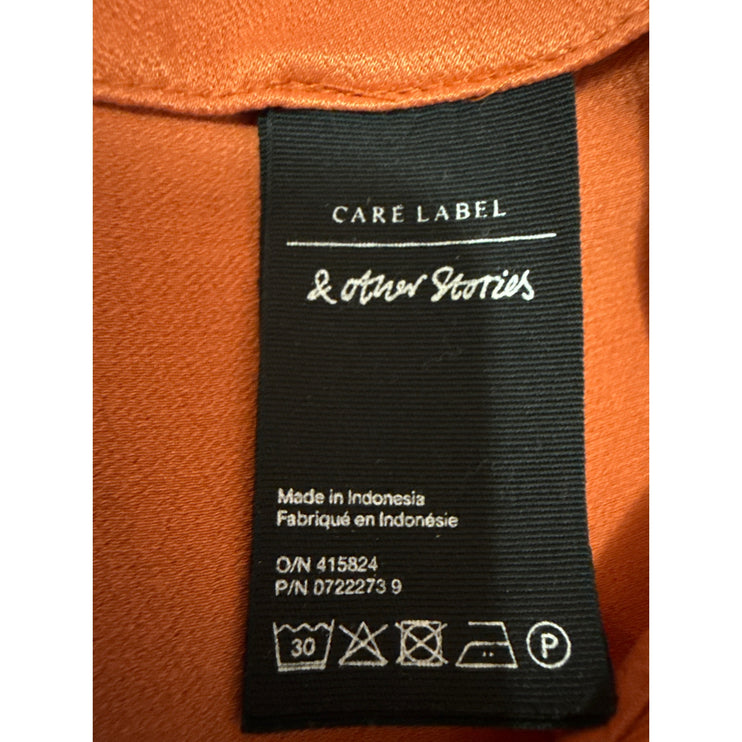 CARE LABEL
& other Stories
Made in Indonesia
Fabriqué en Indonésie
O/N 415824
P/N 0722273 9
30
P